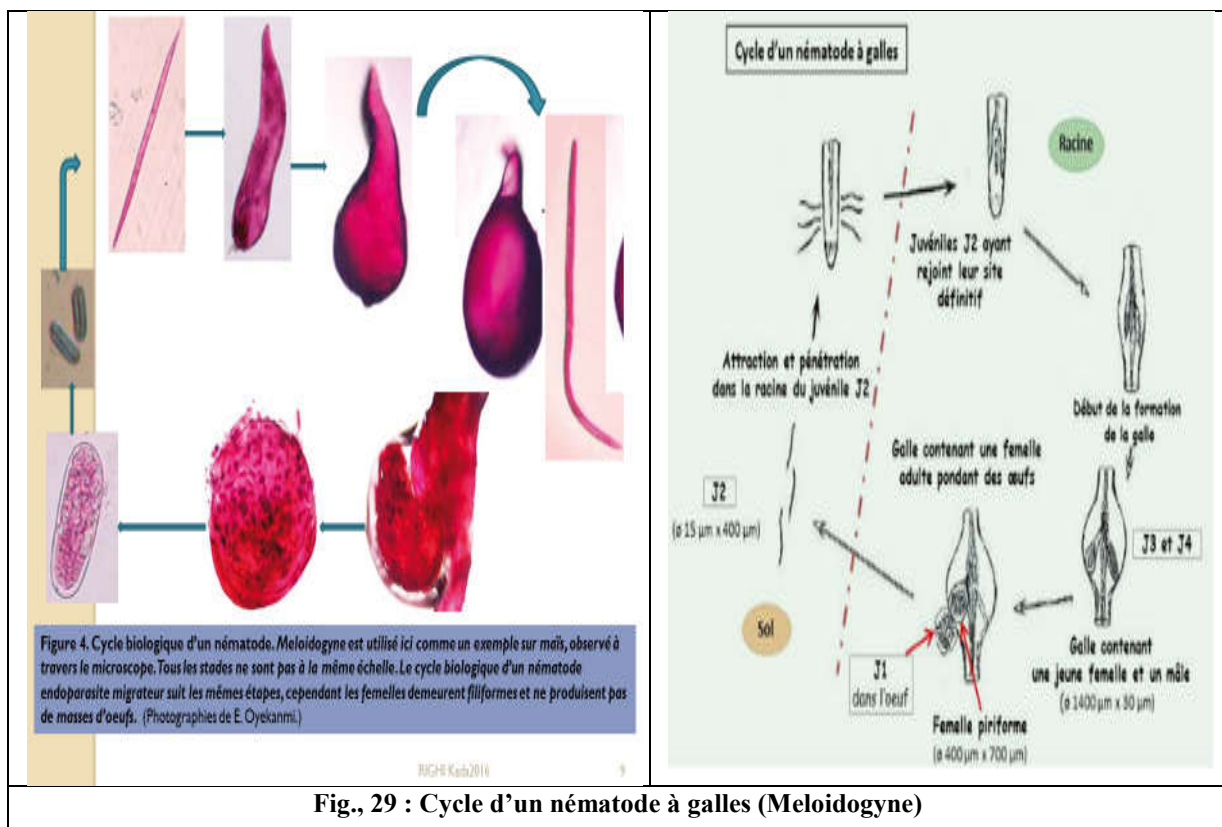 Figure 4. Cycle biologique d'un nématode. Meloidogyne est utilisé ici comme un exemple sur maïs, observé à
travers le microscope. Tous les stades ne sont pas à la même échelle. Le cycle biologique d'un nématode
endoparasite migrateur suit les mêmes étapes, cependant les femelles demeurent filiformes et ne produisent pas
de masses d'oeufs. (Photographies de E. Oyekanmi.)
RIGHI Kada2016
9
Cycle d'un nématode à galles
Racine
Juvéniles J2 ayant
rejoint leur site
définitif
Attraction et pénétration
dans la racine du juvénile J2
Début de la formation
de la galle
Galle contenant une femelle
adulte pondant des œufs
J2
(ø 15 µm x 400 µm)
J3 et J4
Sol
Galle contenant
une jeune femelle et un mâle
(ø 1400 µm x 30 µm)
J1
dans l'oeuf
Femelle piriforme
(ø 400 µm x 700 µm)
Fig., 29 : Cycle d'un nématode à galles (Meloidogyne)